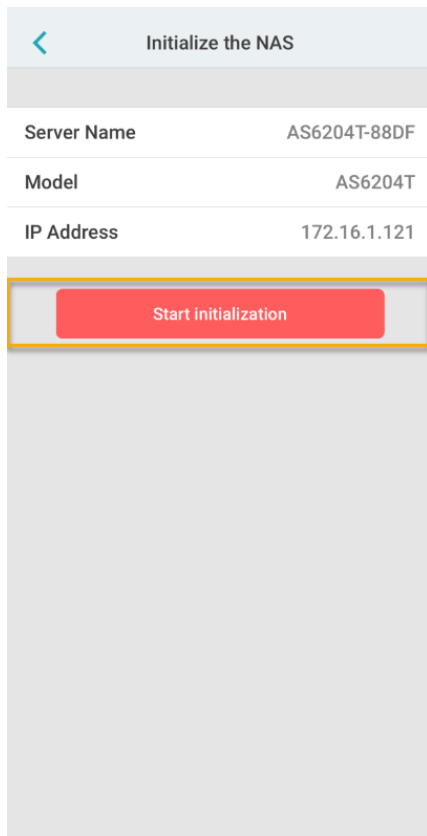 Initialize the NAS
Server Name AS6204T-88DF
Model AS6204T
IP Address 172.16.1.121
Start initialization